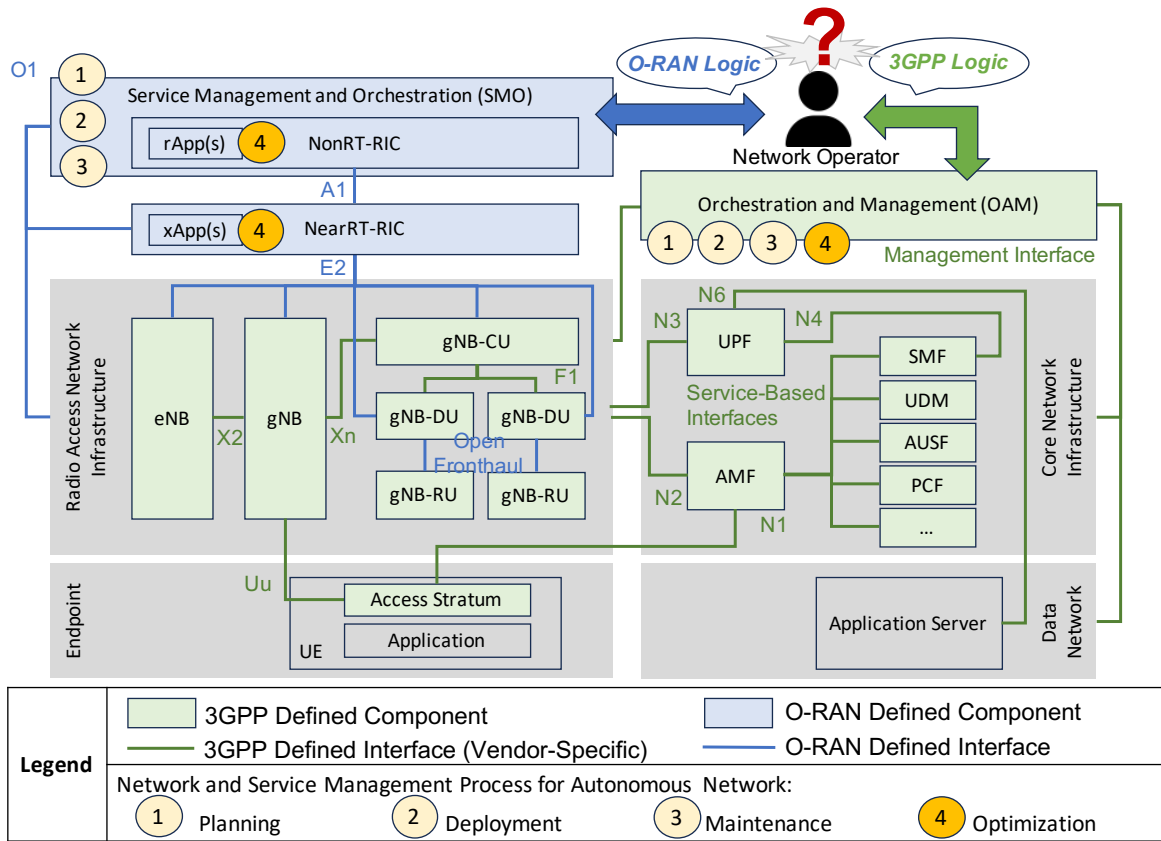 ?
O-RAN Logic
3GPP Logic
Network Operator
O1
1
2
3
Service Management and Orchestration (SMO)
rApp(s)
4
NonRT-RIC
A1
xApp(s)
4
NearRT-RIC
E2
Orchestration and Management (OAM)
1
2
3
4
Management Interface
Radio Access Network
Infrastructure
eNB
X2
gNB
Xn
gNB-CU
F1
gNB-DU
gNB-DU
Open
Fronthaul
gNB-RU
gNB-RU
N6
N3
N4
UPF
Service-Based
Interfaces
AMF
N2
N1
SMF
UDM
AUSF
PCF
...
Core Network
Infrastructure
Endpoint
Uu
Access Stratum
Application
UE
Application Server
Data
Network
Legend
3GPP Defined Component
O-RAN Defined Component
3GPP Defined Interface (Vendor-Specific)
O-RAN Defined Interface
Network and Service Management Process for Autonomous Network:
1 Planning
2 Deployment
3 Maintenance
4 Optimization